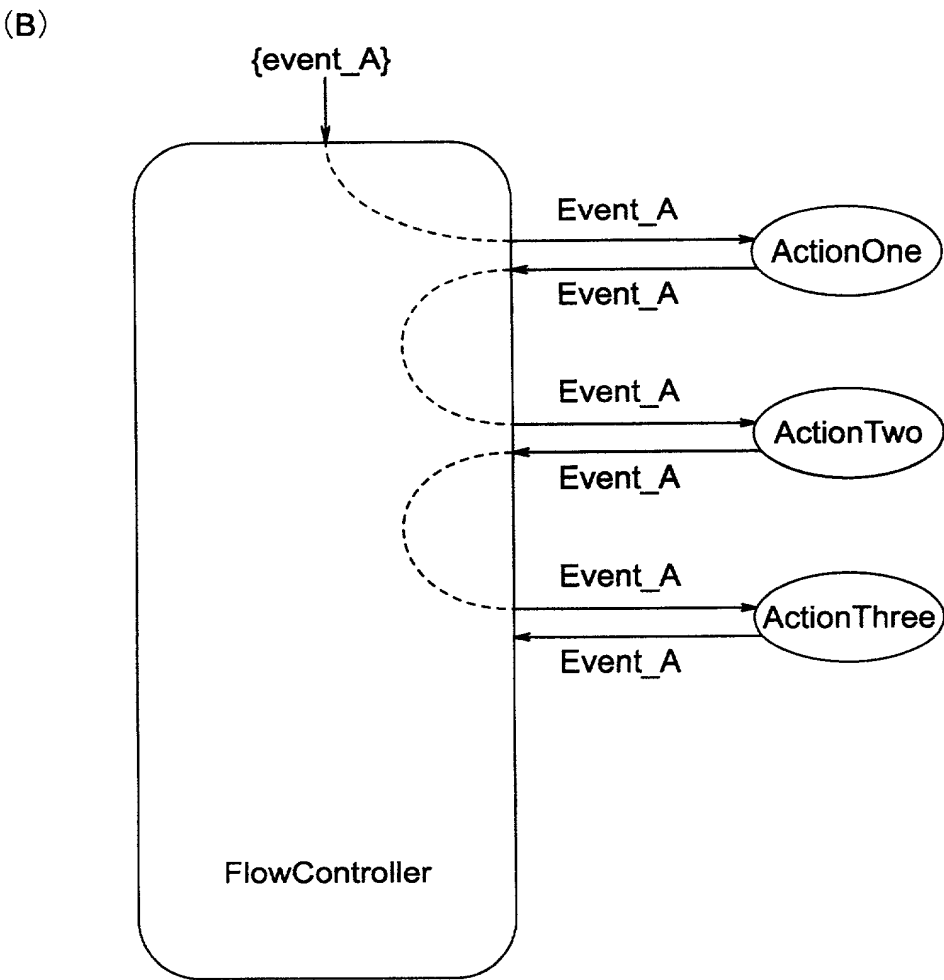 (B)
{event_A}
Event_A
ActionOne
Event_A
Event_A
ActionTwo
Event_A
Event_A
ActionThree
Event_A
FlowController